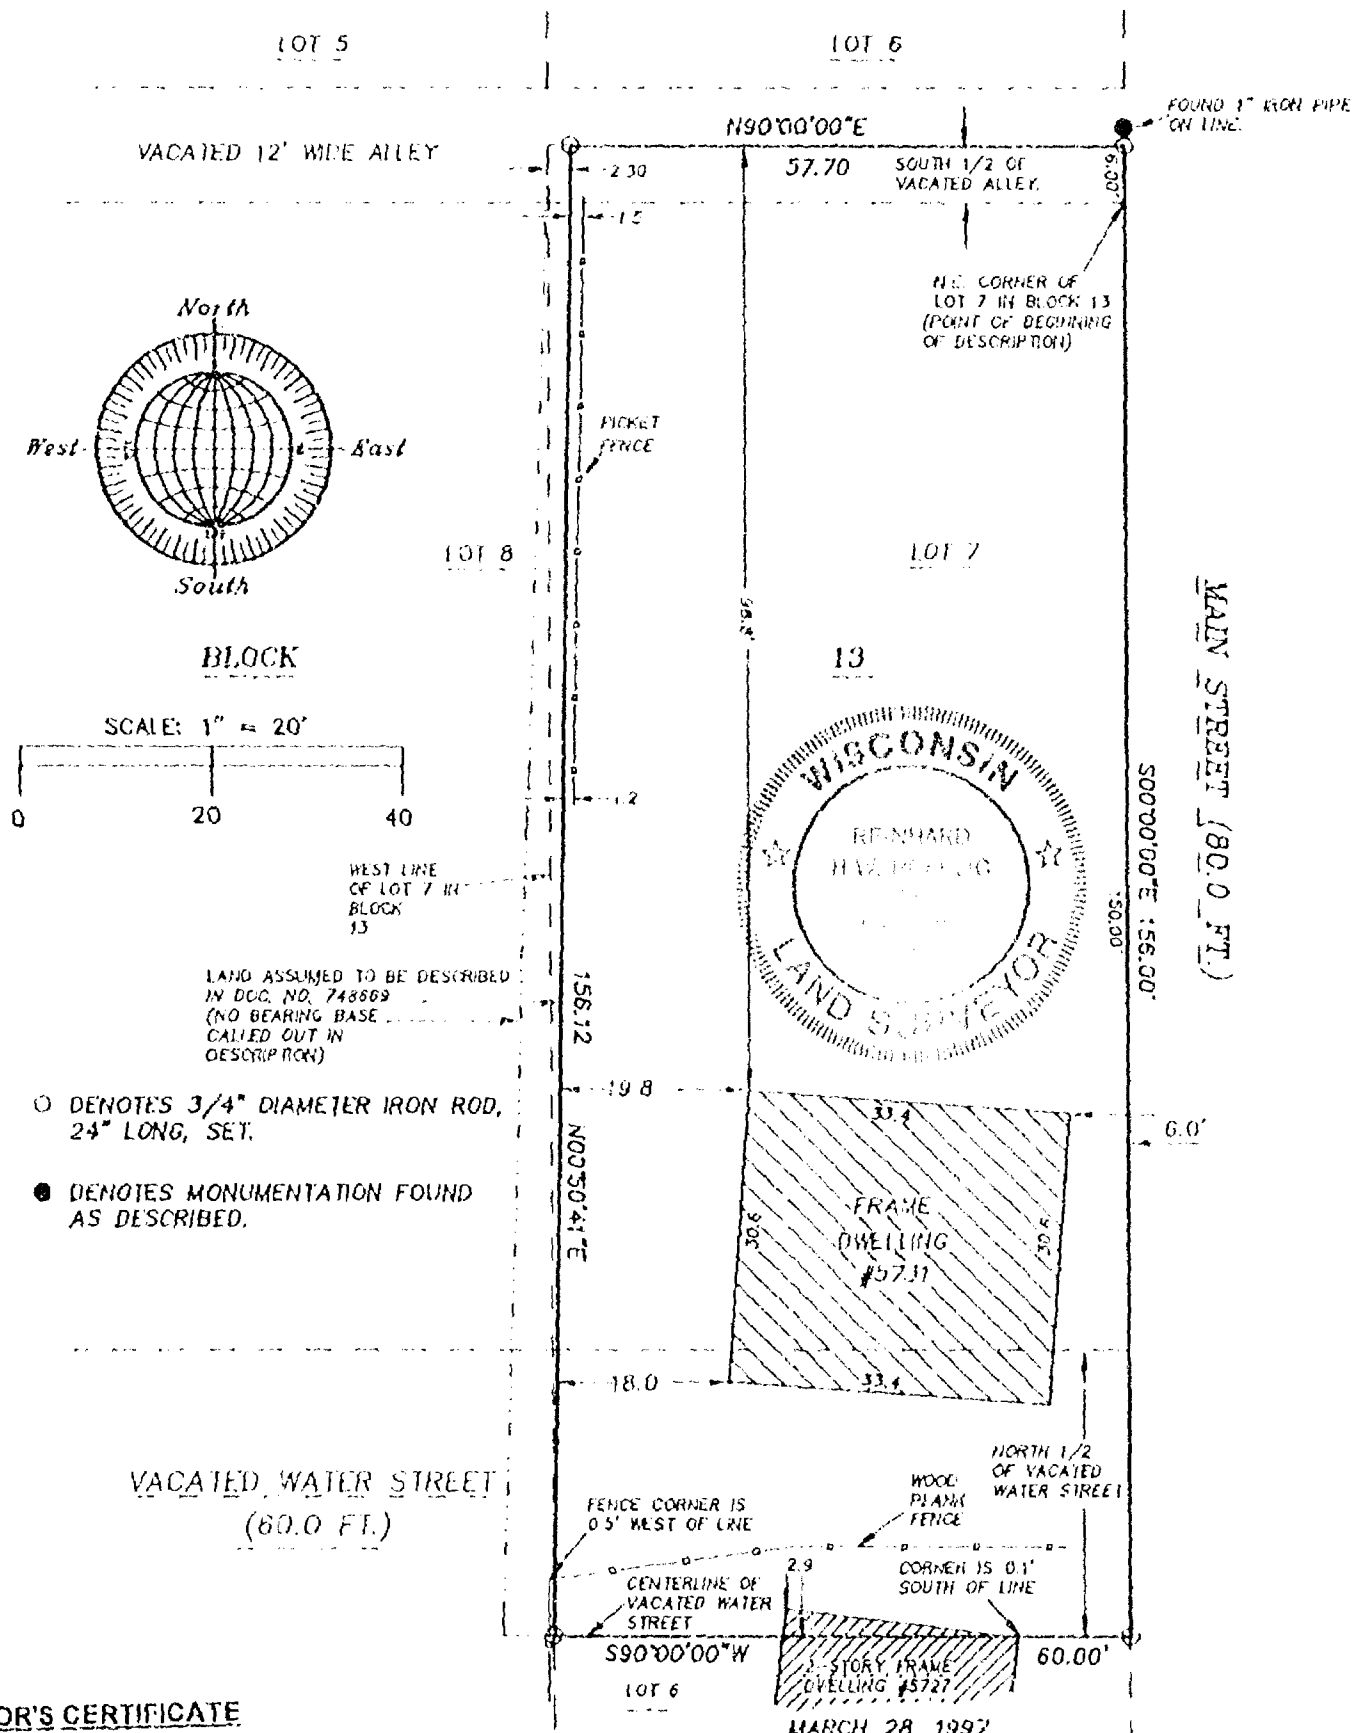 LOT 5
LOT 6
FOUND 1" IRON PIPE
ON LINE.
N90°00'00"E
VACATED 12' WIDE ALLEY
2.30
57.70
SOUTH 1/2 OF
VACATED ALLEY.
6.00'
1.5
N.E. CORNER OF
LOT 7 IN BLOCK 13
(POINT OF BEGINNING
OF DESCRIPTION)
North
West
East
South
PICKET
FENCE
LOT 8
LOT 7
BLOCK
13
MAIN STREET (80.0 FT.)
SCALE: 1" = 20'
0
20
40
1.2
WISCONSIN
REINHARD
LAND SURVEYOR
S00°00'00"E 156.00'
150.00'
WEST LINE
OF LOT 7 IN
BLOCK
13
LAND ASSUMED TO BE DESCRIBED
IN DOC. NO. 748669
(NO BEARING BASE
CALLED OUT IN
DESCRIPTION)
156.12
N00°50'41"E
○ DENOTES 3/4" DIAMETER IRON ROD,
24" LONG, SET.
● DENOTES MONUMENTATION FOUND
AS DESCRIBED.
19.8
33.4
6.0'
30.6
30.6
FRAME
DWELLING
#5731
18.0
33.4
VACATED WATER STREET
(60.0 FT.)
NORTH 1/2
OF VACATED
WATER STREET
WOOD
PLANK
FENCE
FENCE CORNER IS
0.5' WEST OF LINE
2.9
CORNER IS 0.1'
SOUTH OF LINE
CENTERLINE OF
VACATED WATER
STREET
S90°00'00"W
60.00'
2-STORY FRAME
DWELLING #5727
LOT 6
OR'S CERTIFICATE
MARCH 28, 1997